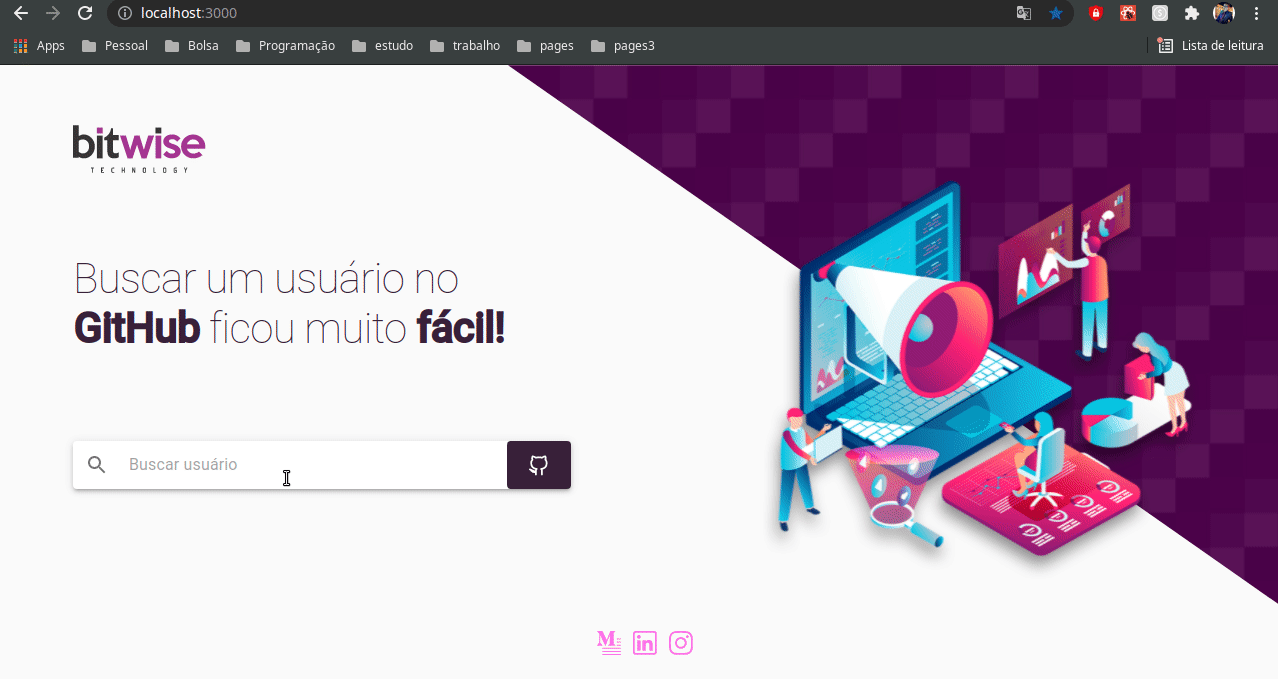 localhost:3000
Apps Pessoal Bolsa Programação estudo trabalho pages pages3 Lista de leitura
bitwise
TECHNOLOGY
Buscar um usuário no
GitHub ficou muito fácil!
Buscar usuário